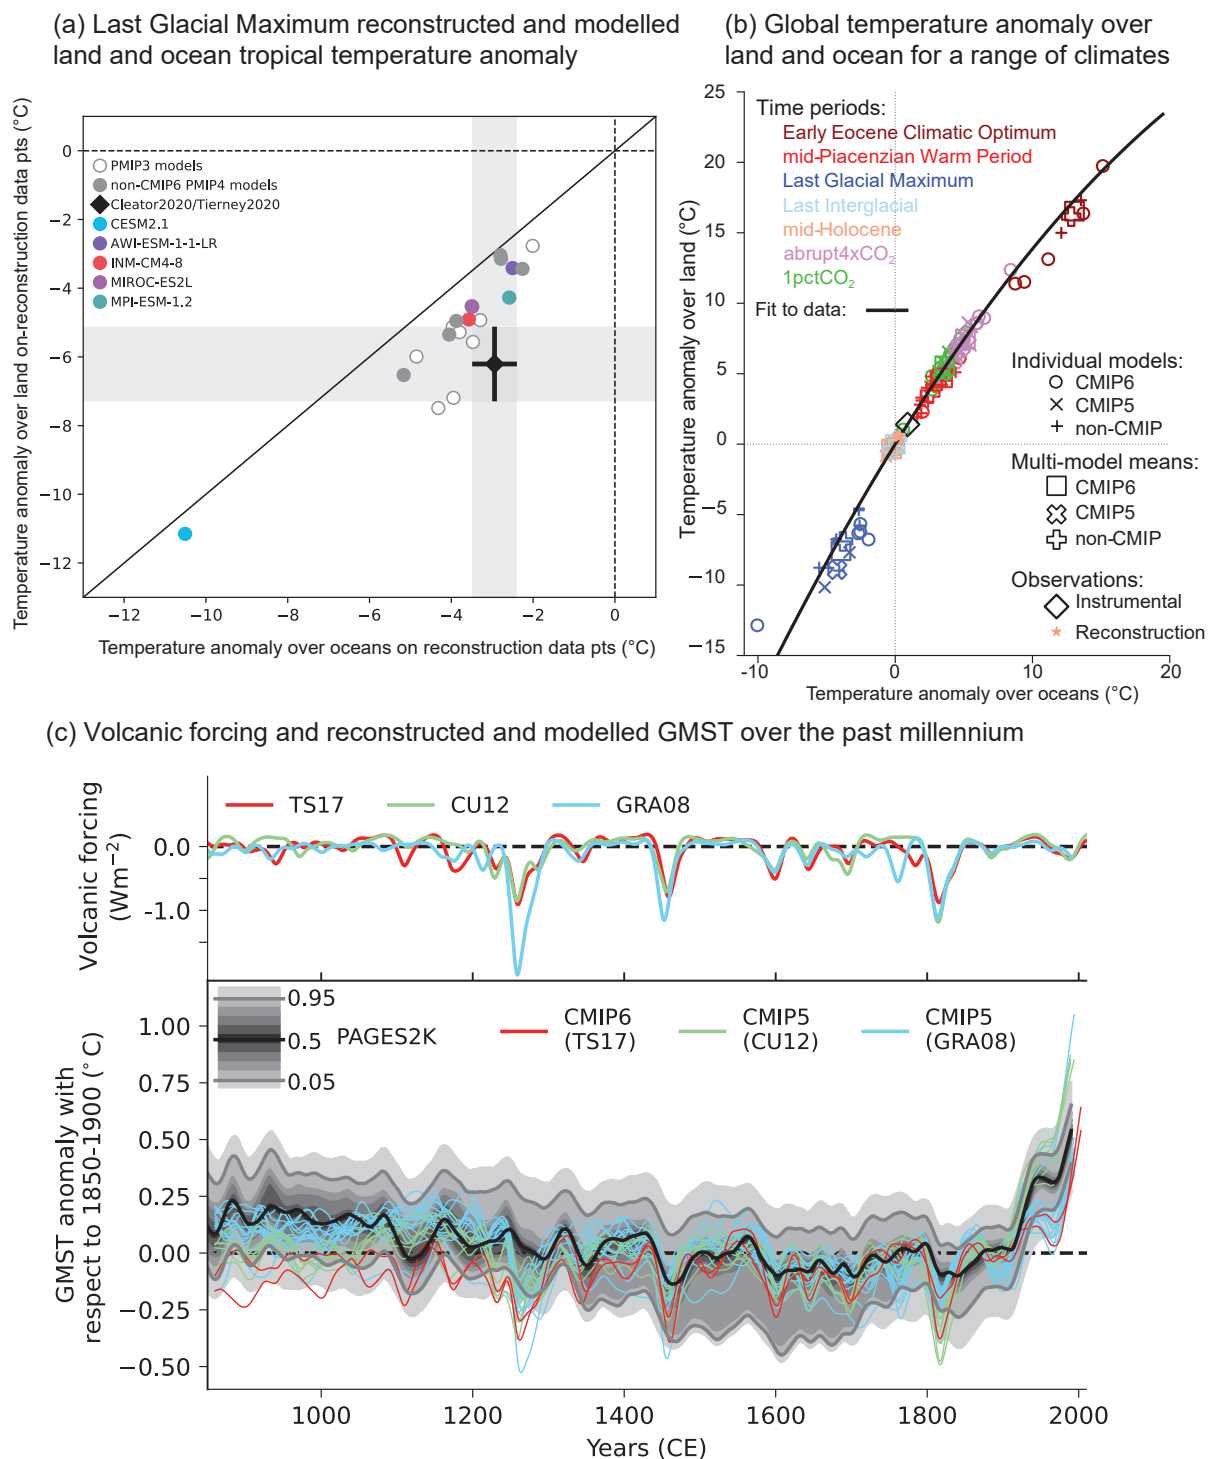 (a) Last Glacial Maximum reconstructed and modelled
land and ocean tropical temperature anomaly
Temperature anomaly over land on-reconstruction data pts (°C)
0
−2
−4
−6
−8
−10
−12
PMIP3 models
non-CMIP6 PMIP4 models
Cleator2020/Tierney2020
CESM2.1
AWI-ESM-1-1-LR
INM-CM4-8
MIROC-ES2L
MPI-ESM-1.2
−12 −10 −8 −6 −4 −2 0
Temperature anomaly over oceans on reconstruction data pts (°C)
(b) Global temperature anomaly over
land and ocean for a range of climates
Temperature anomaly over land (°C)
25
20
15
10
5
0
−5
−10
−15
Time periods:
Early Eocene Climatic Optimum
mid-Piacenzian Warm Period
Last Glacial Maximum
Last Interglacial
mid-Holocene
abrupt4xCO₂
1pctCO₂
Fit to data:
Individual models:
CMIP6
CMIP5
non-CMIP
Multi-model means:
CMIP6
CMIP5
non-CMIP
Observations:
Instrumental
Reconstruction
-10 0 10 20
Temperature anomaly over oceans (°C)
(c) Volcanic forcing and reconstructed and modelled GMST over the past millennium
Volcanic forcing
(Wm⁻²)
0.0
-1.0
TS17 CU12 GRA08
GMST anomaly with
respect to 1850-1900 (°C)
1.00
0.75
0.50
0.25
0.00
−0.25
−0.50
0.95
0.5
0.05
PAGES2K
CMIP6
(TS17)
CMIP5
(CU12)
CMIP5
(GRA08)
1000 1200 1400 1600 1800 2000
Years (CE)